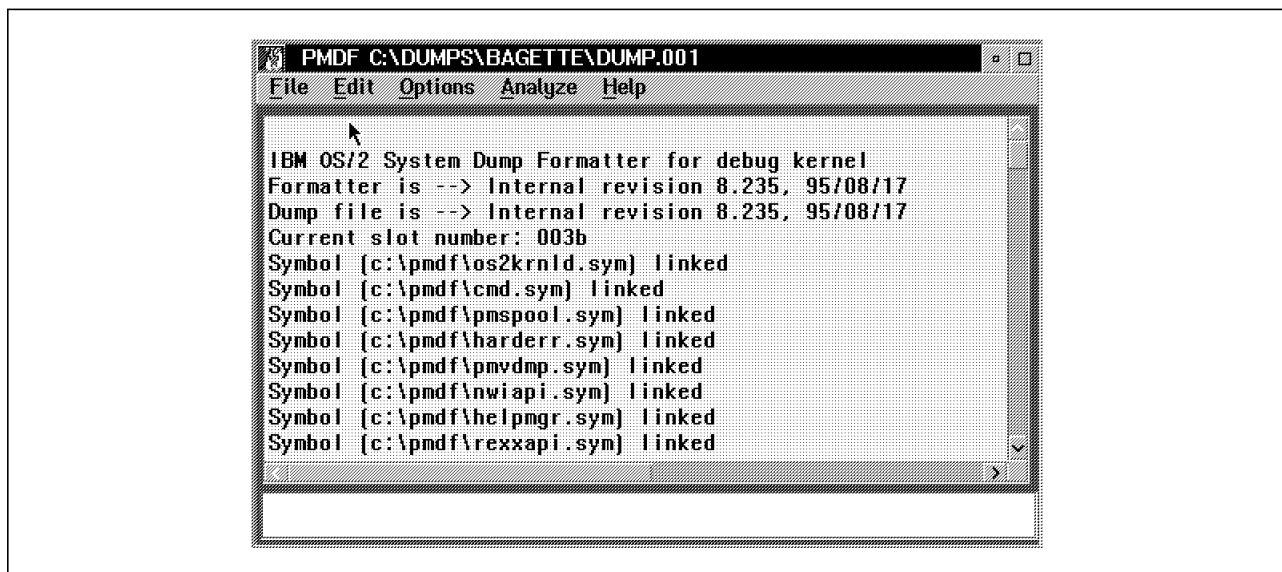 PMDF C:\DUMPS\BAGETTE\DUMP.001
File Edit Options Analyze Help
IBM OS/2 System Dump Formatter for debug kernel
Formatter is --> Internal revision 8.235, 95/08/17
Dump file is --> Internal revision 8.235, 95/08/17
Current slot number: 003b
Symbol (c:\pmdf\os2krnld.sym) linked
Symbol (c:\pmdf\cmd.sym) linked
Symbol (c:\pmdf\pmspool.sym) linked
Symbol (c:\pmdf\harderr.sym) linked
Symbol (c:\pmdf\pmvdmp.sym) linked
Symbol (c:\pmdf\nwiapi.sym) linked
Symbol (c:\pmdf\helpmgr.sym) linked
Symbol (c:\pmdf\rexxapi.sym) linked